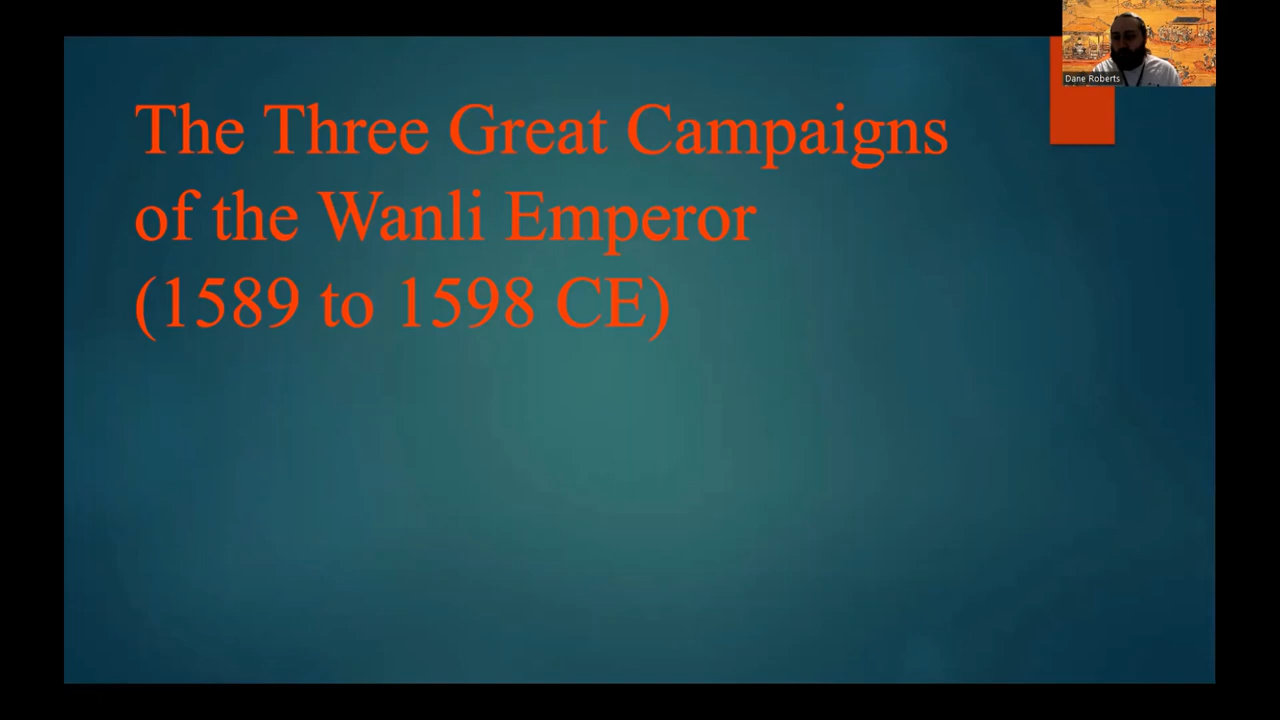 The Three Great Campaigns
of the Wanli Emperor
(1589 to 1598 CE)
Dane Roberts